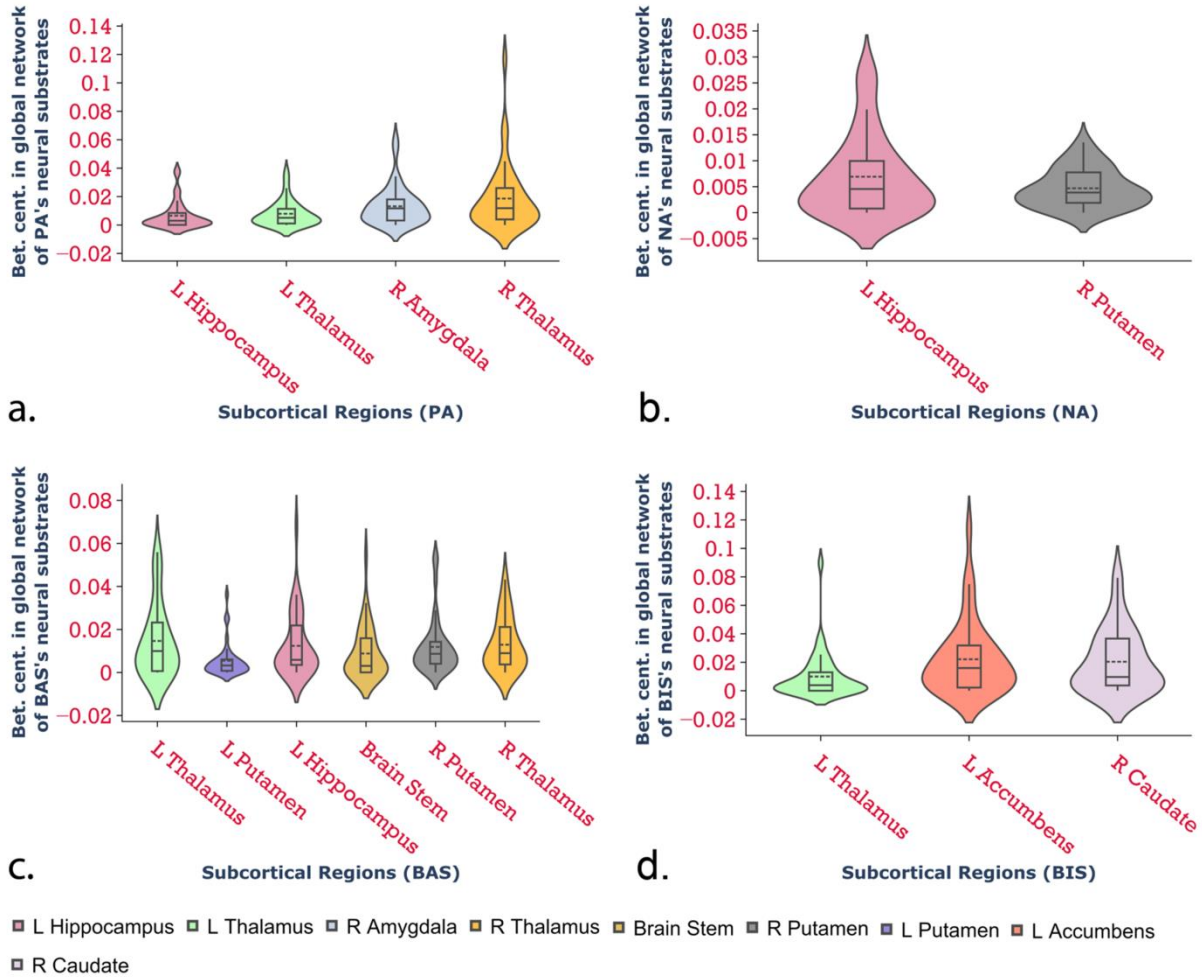 Bet. cent. in global network
of PA's neural substrates
0.14
0.12
0.1
0.08
0.06
0.04
0.02
0
−0.02
L Hippocampus
L Thalamus
R Amygdala
R Thalamus
Subcortical Regions (PA)
a.
Bet. cent. in global network
of NA's neural substrates
0.035
0.03
0.025
0.02
0.015
0.01
0.005
0
−0.005
L Hippocampus
R Putamen
Subcortical Regions (NA)
b.
Bet. cent. in global network
of BAS's neural substrates
0.08
0.06
0.04
0.02
0
−0.02
L Thalamus
L Putamen
L Hippocampus
Brain Stem
R Putamen
R Thalamus
Subcortical Regions (BAS)
c.
Bet. cent. in global network
of BIS's neural substrates
0.14
0.12
0.1
0.08
0.06
0.04
0.02
0
−0.02
L Thalamus
L Accumbens
R Caudate
Subcortical Regions (BIS)
d.
L Hippocampus L Thalamus R Amygdala R Thalamus Brain Stem R Putamen L Putamen L Accumbens
R Caudate